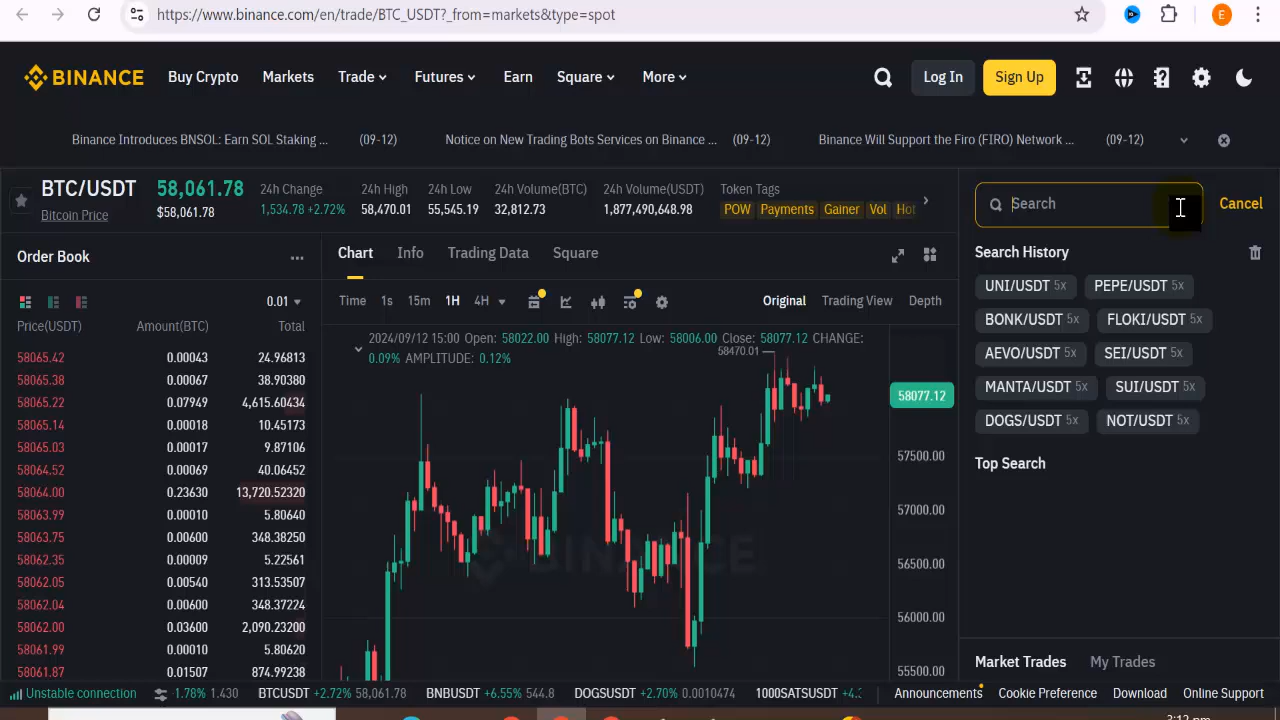 https://www.binance.com/en/trade/BTC_USDT?_from=markets&type=spot
E
BINANCE Buy Crypto Markets Trade Futures Earn Square More Log In Sign Up
Binance Introduces BNSOL: Earn SOL Staking ... (09-12) Notice on New Trading Bots Services on Binance ... (09-12) Binance Will Support the Firo (FIRO) Network ... (09-12)
BTC/USDT 58,061.78 24h Change 24h High 24h Low 24h Volume(BTC) 24h Volume(USDT) Token Tags
Bitcoin Price $58,061.78 1,534.78 +2.72% 58,470.01 55,545.19 32,812.73 1,877,490,648.98 POW Payments Gainer Vol Hot
Search Cancel
Order Book
Chart Info Trading Data Square
Search History
0.01
Time 1s 15m 1H 4H Original Trading View Depth
UNI/USDT 5x PEPE/USDT 5x
BONK/USDT 5x FLOKI/USDT 5x
AEVO/USDT 5x SEI/USDT 5x
MANTA/USDT 5x SUI/USDT 5x
DOGS/USDT 5x NOT/USDT 5x
Top Search
Price(USDT) Amount(BTC) Total
58065.42 0.00043 24.96813
58065.38 0.00067 38.90380
58065.22 0.07949 4,615.60434
58065.14 0.00018 10.45173
58065.03 0.00017 9.87106
58064.52 0.00069 40.06452
58064.00 0.23630 13,720.52320
58063.99 0.00010 5.80640
58063.75 0.00600 348.38250
58062.35 0.00009 5.22561
58062.05 0.00540 313.53507
58062.04 0.00600 348.37224
58062.00 0.03600 2,090.23200
58061.99 0.00010 5.80620
58061.87 0.01507 874.99238
2024/09/12 15:00 Open: 58022.00 High: 58077.12 Low: 58006.00 Close: 58077.12 CHANGE:
0.09% AMPLITUDE: 0.12%
58470.01
58077.12
57500.00
57000.00
56500.00
56000.00
55500.00
BINANCE
Market Trades My Trades
Unstable connection -1.78% 1.430 BTCUSDT +2.72% 58,061.78 BNBUSDT +6.55% 544.8 DOGSUSDT +2.70% 0.0010474 1000SATSUSDT +4. Announcements Cookie Preference Download Online Support
3:12 pm